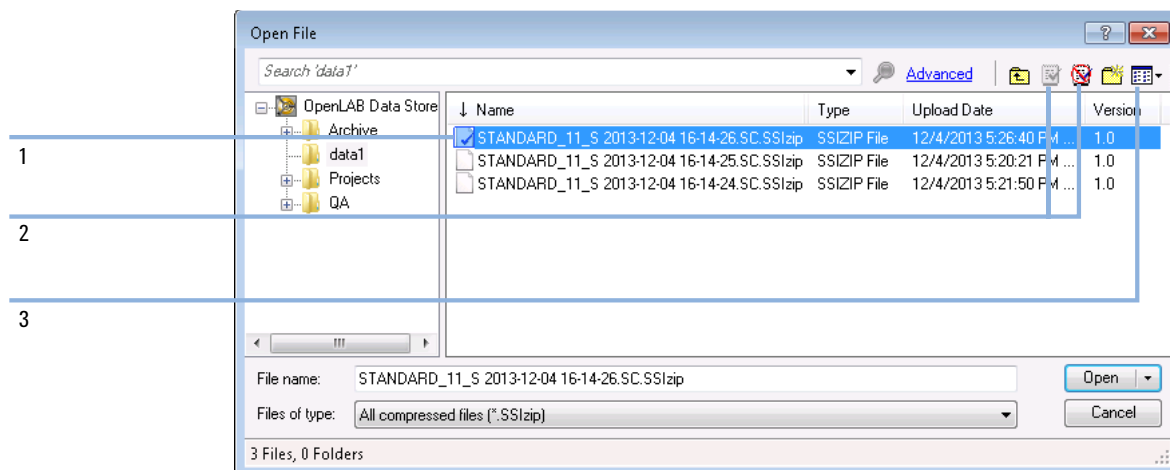 Open File
Search 'data1'
Advanced
OpenLAB Data Store
Archive
data1
Projects
QA
↓ Name Type Upload Date Version
STANDARD_11_S 2013-12-04 16-14-26.SC.SSIzip SSIZIP File 12/4/2013 5:26:40 PM ... 1.0
STANDARD_11_S 2013-12-04 16-14-25.SC.SSIzip SSIZIP File 12/4/2013 5:20:21 PM ... 1.0
STANDARD_11_S 2013-12-04 16-14-24.SC.SSIzip SSIZIP File 12/4/2013 5:21:50 PM ... 1.0
1
2
3
File name: STANDARD_11_S 2013-12-04 16-14-26.SC.SSIzip Open
Files of type: All compressed files (*.SSIzip) Cancel
3 Files, 0 Folders